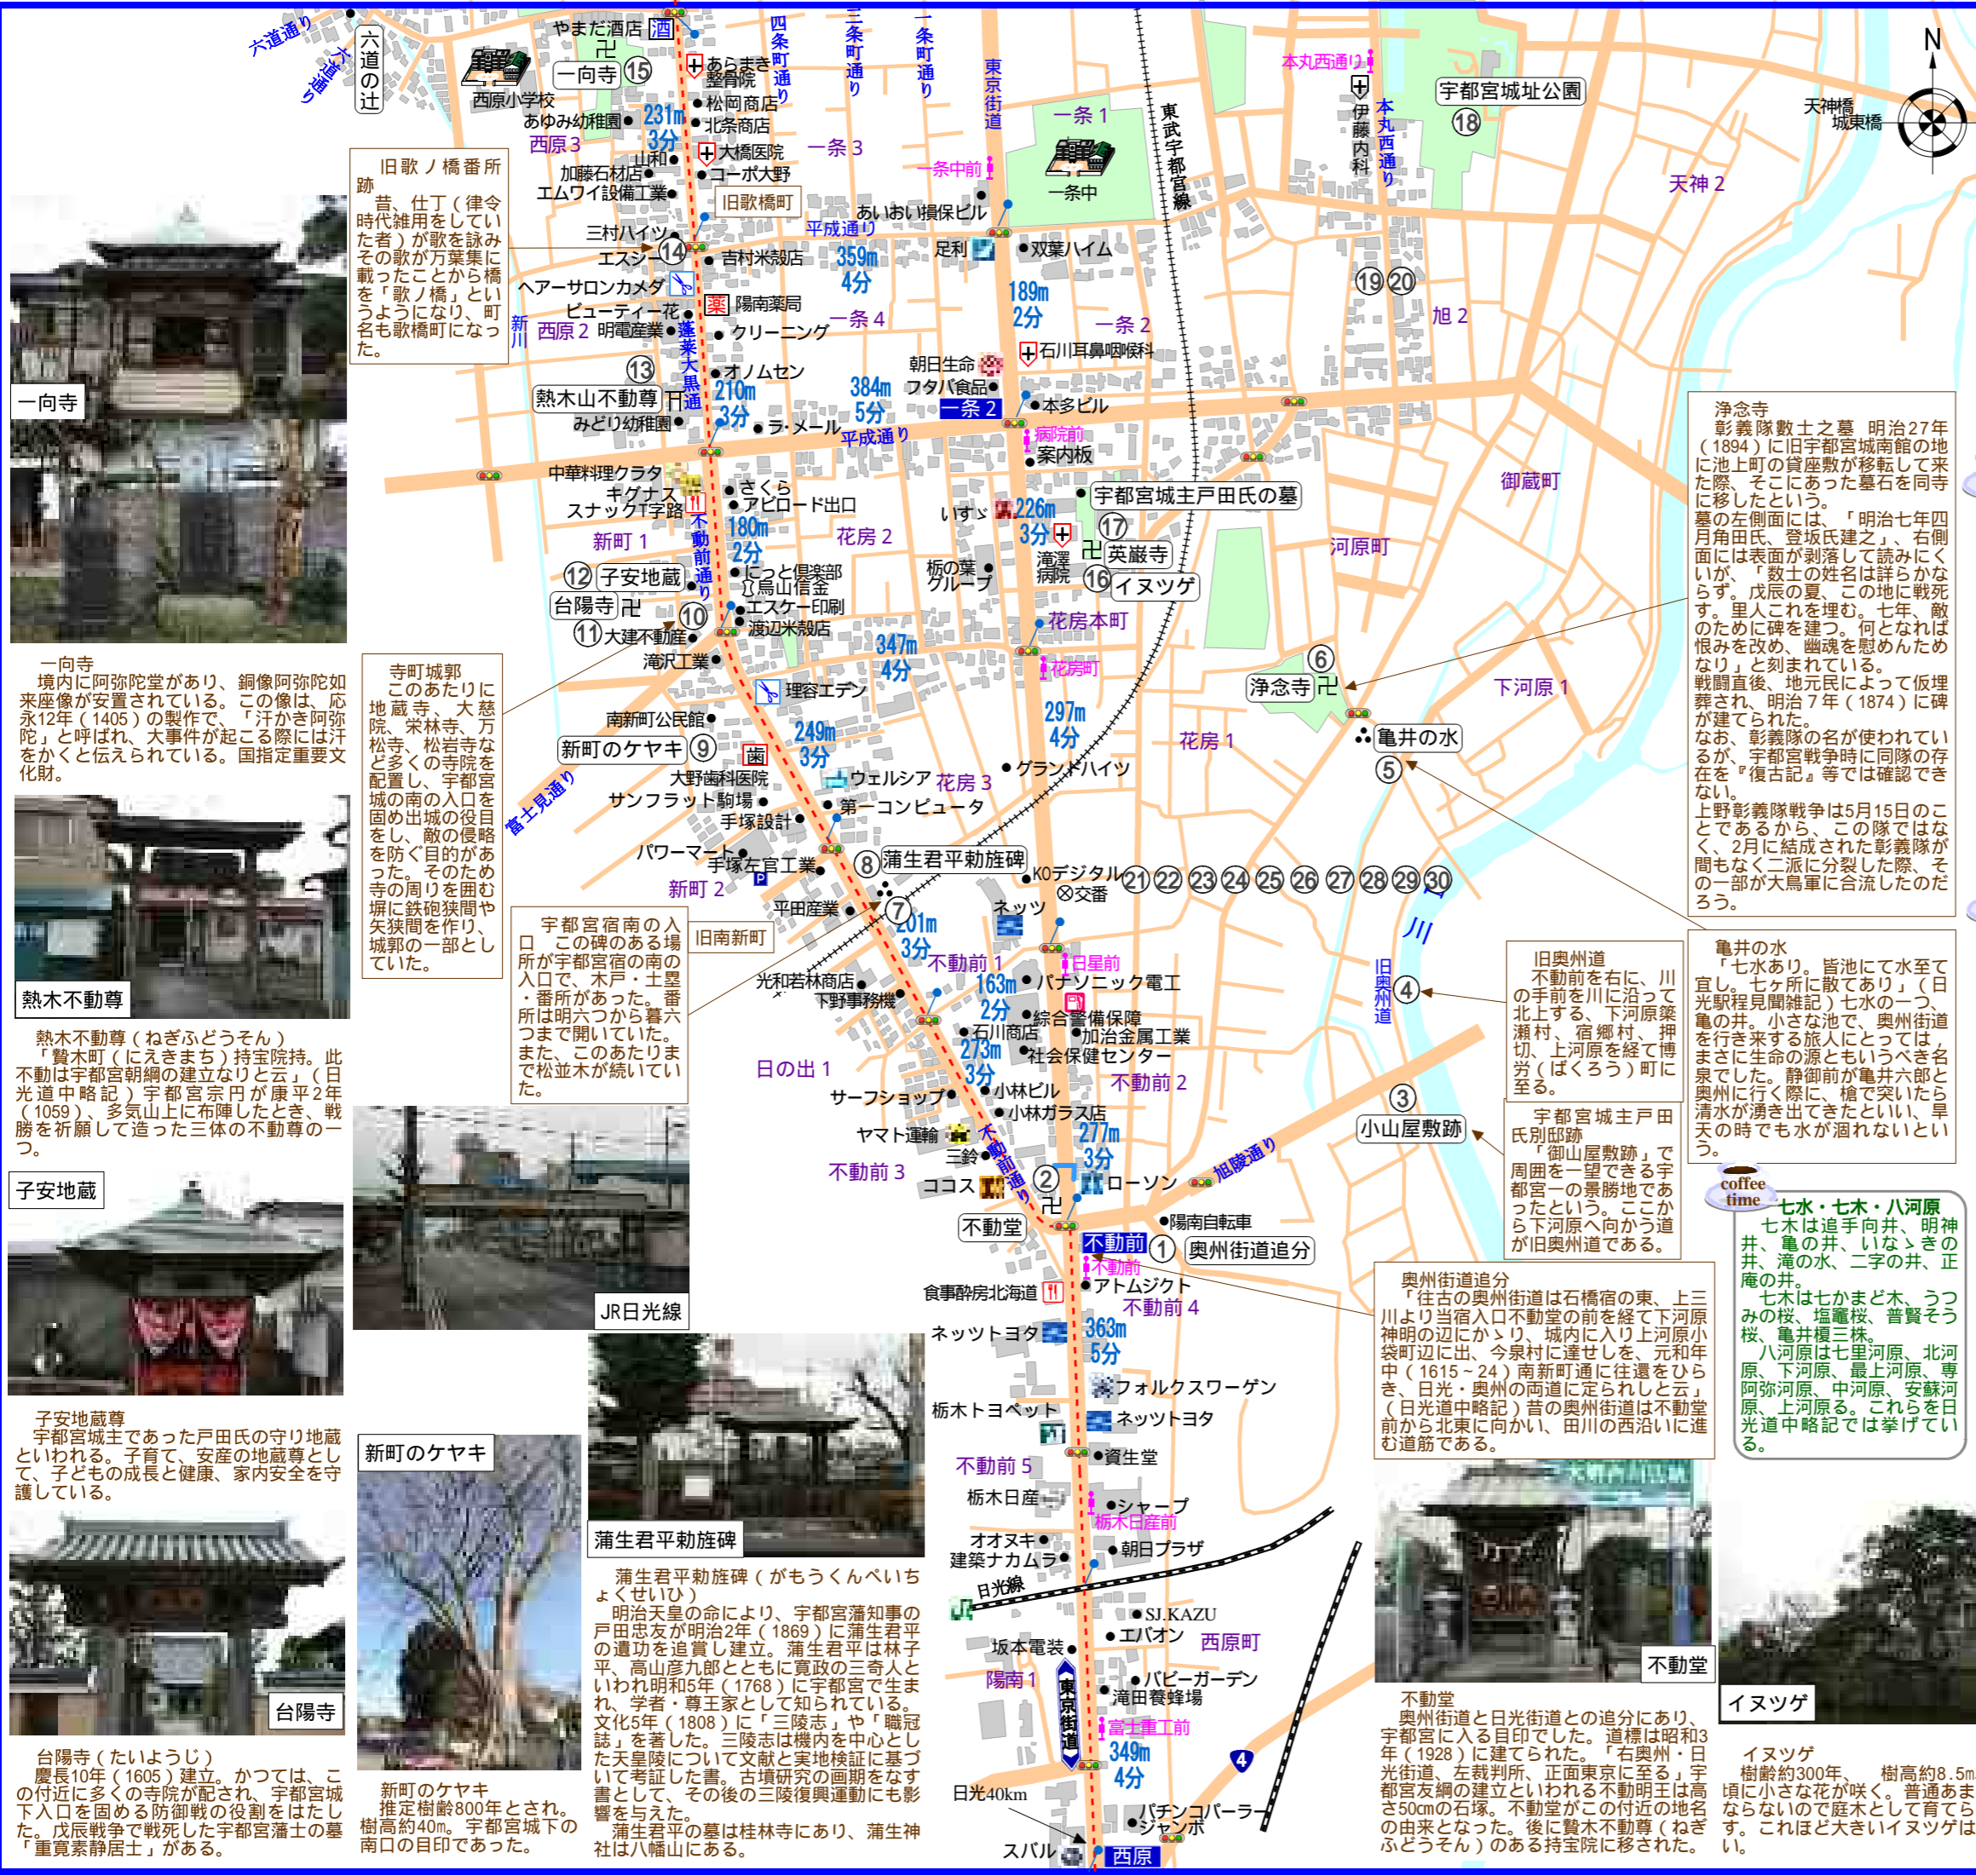 六道通り
六道通り
六道の辻
西原小学校
やまだ酒店
酒
一向寺
⑮
あらまき
整骨院
松岡商店
北条商店
あゆみ幼稚園
231m
3分
西原3
山和
加藤石材店
エムワイ設備工業
大橋医院
コーポ大野
旧歌橋町
四条町通り
三条町通り
一条町通り
東京街道
一条3
一条中前
一条1
一条中
東武宇都宮線
本丸西通り
伊藤内科
本丸西通り
宇都宮城址公園
⑱
天神橋
城東橋
N
天神2
旧歌ノ橋番所
跡
昔、仕丁(律令
時代雑用をしてい
た者)が歌を詠み
その歌が万葉集に
載ったことから橋
を「歌ノ橋」とい
うようになり、町
名も歌橋町になっ
た。
三村ハイツ
エスジー
⑭
吉村米殻店
平成通り
359m
4分
あいおい損保ビル
足利
双葉ハイム
189m
2分
⑲⑳
旭2
ヘアーサロンカメダ
ビューティー花
薬
陽南薬局
西原2
明電産業
クリーニング
新川
蓬莱大黒通
一条4
一条2
石川耳鼻咽喉科
⑬
熱木山不動尊
みどり幼稚園
オノムセン
210m
3分
384m
5分
朝日生命
フタバ食品
一条2
本多ビル
ラ・メール
平成通り
病院前
案内板
一向寺
中華料理クラタ
キグナス
スナックT字路
さくら
アビロード出口
180m
2分
新町1
不動前通り
花房2
いすゞ
226m
3分
宇都宮城主戸田氏の墓
⑰
英巌寺
滝澤
病院
⑯
イヌツゲ
栃の葉
グループ
御蔵町
河原町
⑫
子安地蔵
台陽寺
⑩
⑪
大建不動産
滝沢工業
にっと倶楽部
烏山信金
エスケー印刷
渡辺米殻店
花房本町
花房町
347m
4分
理容エデン
南新町公民館
新町のケヤキ
⑨
249m
3分
歯
大野歯科医院
ウェルシア
花房3
297m
4分
グランドハイツ
花房1
⑥
浄念寺
下河原1
亀井の水
⑤
富士見通り
サンフラット駒場
手塚設計
第一コンピュータ
パワーマート
手塚左官工業
新町2
P
⑧
蒲生君平勅旌碑
⑦
平田産業
201m
3分
KOデジタル
交番
ネッツ
㉑㉒㉓㉔㉕㉖㉗㉘㉙㉚
川
一向寺
境内に阿弥陀堂があり、銅像阿弥陀如
来座像が安置されている。この像は、応
永12年(1405)の製作で、「汗かき阿弥
陀」と呼ばれ、大事件が起こる際には汗
をかくと伝えられている。国指定重要文
化財。
寺町城郭
このあたりに
地蔵寺、大慈
院、栄林寺、万
松寺、松岩寺な
ど多くの寺院を
配置し、宇都宮
城の南の入口を
固め出城の役目
をし、敵の侵略
を防ぐ目的があ
った。そのため
寺の周りを囲む
塀に鉄砲狭間や
矢狭間を作り、
城郭の一部とし
ていた。
浄念寺
彰義隊數士之墓 明治27年
(1894)に旧宇都宮城南館の地
に池上町の貸座敷が移転して来
た際、そこにあった墓石を同寺
に移したという。
墓の左側面には、「明治七年四
月角田氏、登坂氏建之」、右側
面には表面が剥落して読みにく
いが、「数士の姓名は詳らかな
らず。戊辰の夏、この地に戦死
す。里人これを埋む。七年、敵
のために碑を建つ。何となれば
恨みを改め、幽魂を慰めんため
なり」と刻まれている。
戦闘直後、地元民によって仮埋
葬され、明治7年(1874)に碑
が建てられた。
なお、彰義隊の名が使われてい
るが、宇都宮戦争時に同隊の存
在を『復古記』等では確認でき
ない。
上野彰義隊戦争は5月15日のこ
とであるから、この隊ではな
く、2月に結成された彰義隊が
間もなく二派に分裂した際、そ
の一部が大鳥軍に合流したのだ
ろう。
熱木不動尊
熱木不動尊(ねぎふどうそん)
「贄木町(にえきまち)持宝院持。此
不動は宇都宮朝綱の建立なりと云」(日
光道中略記)宇都宮宗円が康平2年
(1059)、多気山上に布陣したとき、戦
勝を祈願して造った三体の不動尊の一
つ。
宇都宮宿南の入
口 この碑のある場
所が宇都宮宿の南の
入口で、木戸・土塁
・番所があった。番
所は明六つから暮六
つまで開いていた。
また、このあたりま
で松並木が続いてい
た。
旧南新町
光和若林商店
下野事務機
不動前1
163m
2分
日星前
パナソニック電工
綜合警備保障
石川商店
加治金属工業
社会保健センター
273m
3分
日の出1
不動前2
サーフショップ
小林ビル
小林ガラス店
ヤマト運輸
277m
3分
三鈴
不動前3
不動前通り
ココス
②
ローソン
旭陵通り
不動堂
陽南自転車
不動前
①
奥州街道追分
不動前
旧奥州道
④
③
小山屋敷跡
旧奥州道
不動前を右に、川
の手前を川に沿って
北上する、下河原簗
瀬村、宿郷村、押
切、上河原を経て博
労(ばくろう)町に
至る。
宇都宮城主戸田
氏別邸跡
「御山屋敷跡」で
周囲を一望できる宇
都宮一の景勝地であ
ったという。ここか
ら下河原へ向かう道
が旧奥州道である。
亀井の水
「七水あり。皆池にて水至て
宜し。七ヶ所に散てあり」(日
光駅程見聞雑記)七水の一つ、
亀の井。小さな池で、奥州街道
を行き来する旅人にとっては、
まさに生命の源ともいうべき名
泉でした。静御前が亀井六郎と
奥州に行く際に、槍で突いたら
清水が湧き出てきたといい、旱
天の時でも水が涸れないとい
う。
coffee
time
七水・七木・八河原
七木は追手向井、明神
井、亀の井、いなゝきの
井、滝の水、二字の井、正
庵の井。
七木は七かまど木、うつ
みの桜、塩竈桜、普賢そう
桜、亀井榎三株。
八河原は七里河原、北河
原、下河原、最上河原、専
阿弥河原、中河原、安蘇河
原、上河原る。これらを日
光道中略記では挙げてい
る。
子安地蔵
子安地蔵尊
宇都宮城主であった戸田氏の守り地蔵
といわれる。子育て、安産の地蔵尊とし
て、子どもの成長と健康、家内安全を守
護している。
JR日光線
食事酔房北海道
アトムジクト
不動前4
ネッツトヨタ
363m
5分
フォルクスワーゲン
栃木トヨペット
ネッツトヨタ
資生堂
不動前5
栃木日産
シャープ
栃木日産前
オオヌキ
建築ナカムラ
朝日プラザ
日光線
JR
SJ.KAZU
エバオン
坂本電装
西原町
陽南1
バビーガーデン
滝田養蜂場
東京街道
富士重工前
349m
4分
4
日光40km
パチンコパーラー
ジャンボ
スバル
西原
奥州街道追分
「往古の奥州街道は石橋宿の東、上三
川より当宿入口不動堂の前を経て下河原
神明の辺にかゝり、城内に入り上河原小
袋町辺に出、今泉村に達せしを、元和年
中(1615~24)南新町通に往還をひら
き、日光・奥州の両道に定られしと云」
(日光道中略記)昔の奥州街道は不動堂
前から北東に向かい、田川の西沿いに進
む道筋である。
台陽寺
台陽寺(たいようじ)
慶長10年(1605)建立。かつては、こ
の付近に多くの寺院が配され、宇都宮城
下入口を固める防御戦の役割をはたし
た。戊辰戦争で戦死した宇都宮藩士の墓
「重寛素静居士」がある。
新町のケヤキ
新町のケヤキ
推定樹齢800年とされ。
樹高約40m。宇都宮城下の
南口の目印であった。
蒲生君平勅旌碑
蒲生君平勅旌碑(がもうくんぺいち
ょくせいひ)
明治天皇の命により、宇都宮藩知事の
戸田忠友が明治2年(1869)に蒲生君平
の遺功を追賞し建立。蒲生君平は林子
平、高山彦九郎とともに寛政の三奇人と
いわれ明和5年(1768)に宇都宮で生ま
れ、学者・尊王家として知られている。
文化5年(1808)に「三陵志」や「職冠
誌」を著した。三陵志は機内を中心とし
た天皇陵について文献と実地検証に基づ
いて考証した書。古墳研究の画期をなす
書として、その後の三陵復興運動にも影
響を与えた。
蒲生君平の墓は桂林寺にあり、蒲生神
社は八幡山にある。
不動堂
不動堂
奥州街道と日光街道との追分にあり、
宇都宮に入る目印でした。道標は昭和3
年(1928)に建てられた。「右奥州・日
光街道、左裁判所、正面東京に至る」宇
都宮友綱の建立といわれる不動明王は高
さ50cmの石塚。不動堂がこの付近の地名
の由来となった。後に贄木不動尊(ねぎ
ふどうそん)のある持宝院に移された。
イヌツゲ
イヌツゲ
樹齢約300年、 樹高約8.5m
頃に小さな花が咲く。普通あま
ならないので庭木として育てら
す。これほど大きいイヌツゲは
い。